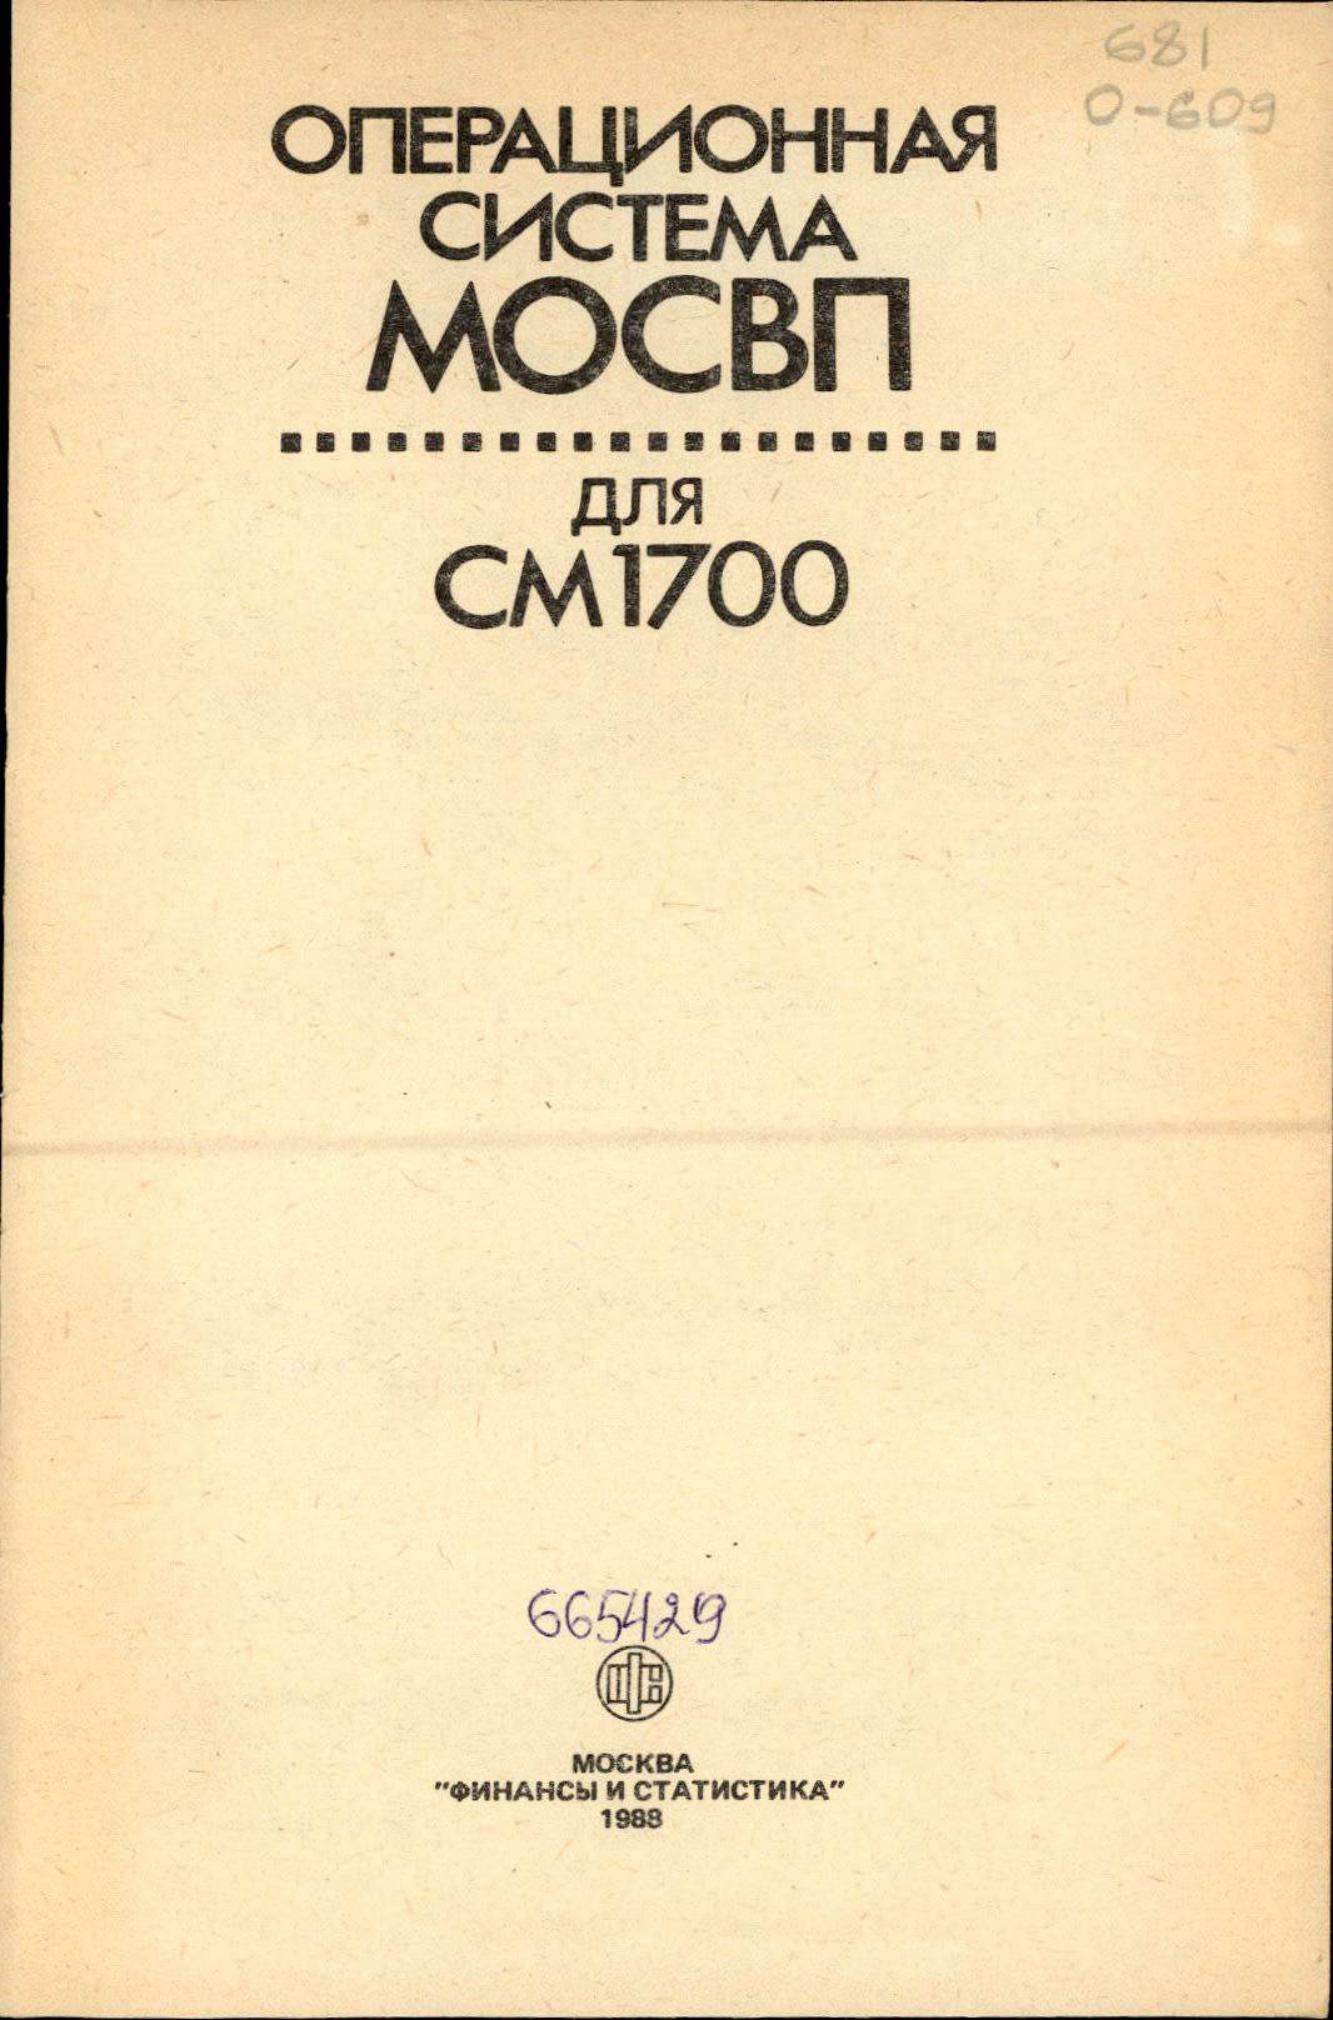 681
О-609
ОПЕРАЦИОННАЯ
СИСТЕМА
МОСВП
ДЛЯ
СМ1700
665429
МОСКВА
"ФИНАНСЫ И СТАТИСТИКА"
1988